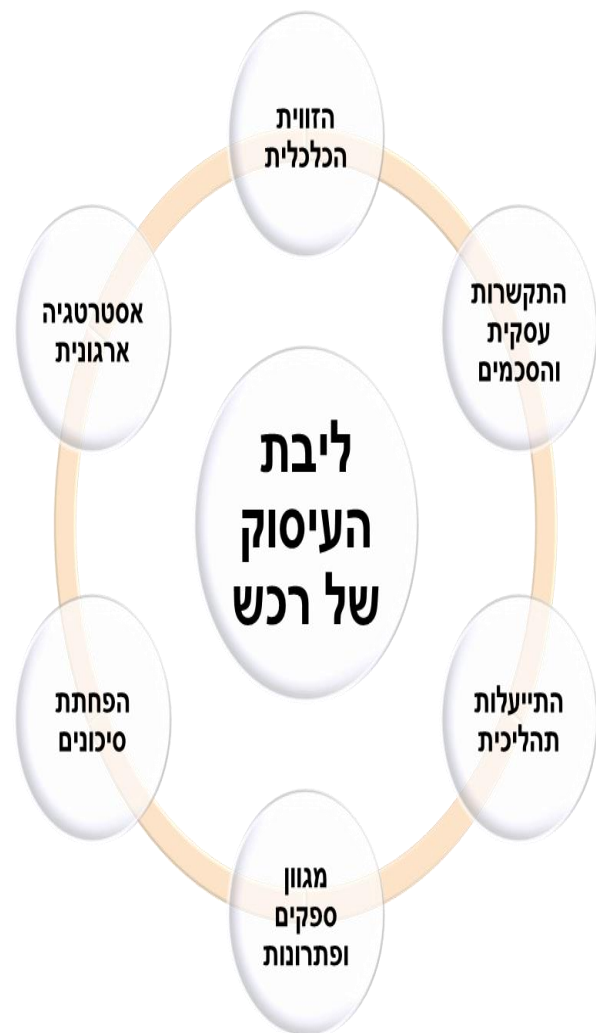 הזווית
הכלכלית
התקשרות
עסקית
והסכמים
התייעלות
תהליכית
מגוון
ספקים
ופתרונות
הפחתת
סיכונים
אסטרטגיה
ארגונית
ליבת
העיסוק
של רכש